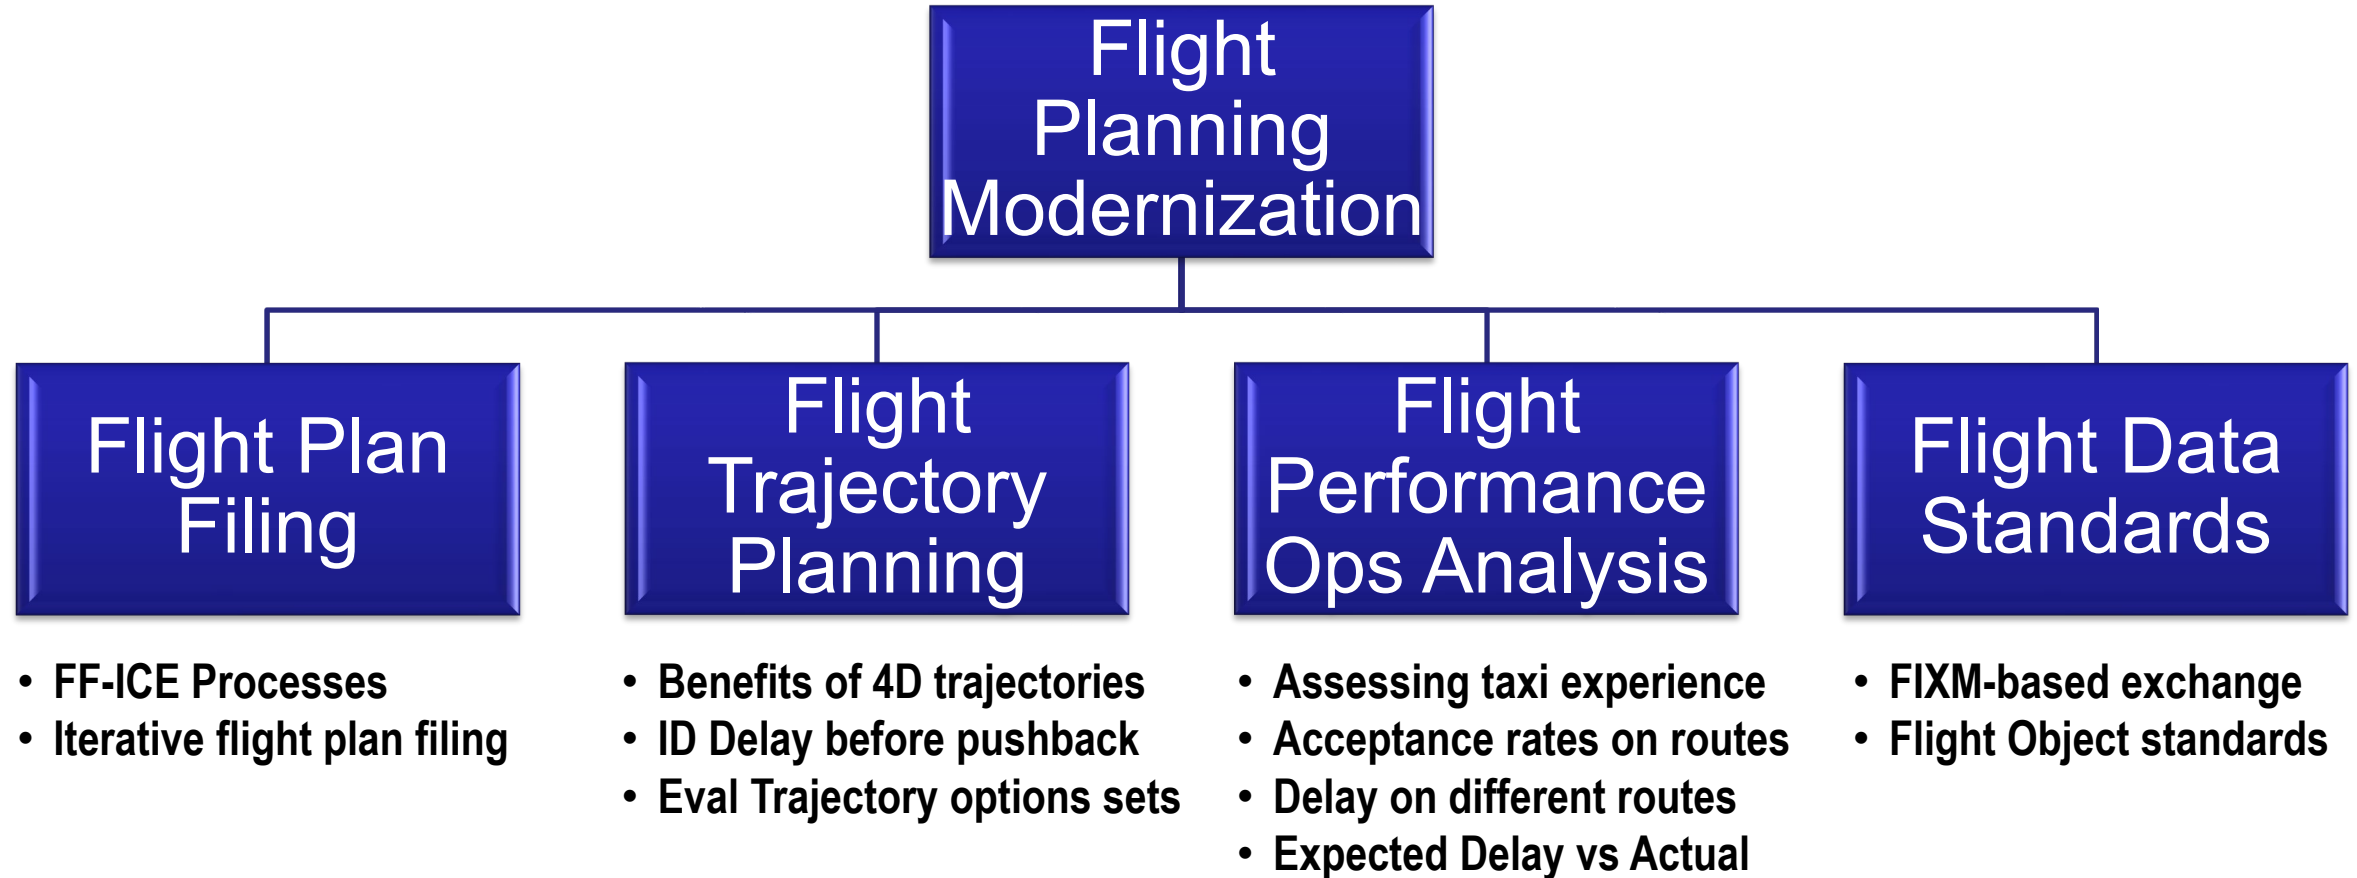 Flight
Planning
Modernization
Flight Plan
Filing
Flight
Trajectory
Planning
Flight
Performance
Ops Analysis
Flight Data
Standards
• FF-ICE Processes
• Iterative flight plan filing
• Benefits of 4D trajectories
• ID Delay before pushback
• Eval Trajectory options sets
• Assessing taxi experience
• Acceptance rates on routes
• Delay on different routes
• Expected Delay vs Actual
• FIXM-based exchange
• Flight Object standards